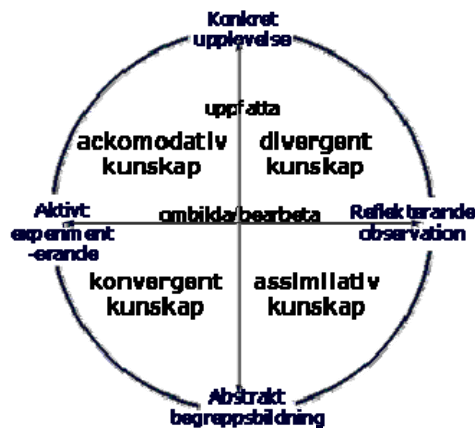 Konkret
upplevelse
uppfatta
ackomodativ
kunskap
divergent
kunskap
Aktivt
experiment
-erande
ombilda/bearbeta
Reflekterande
observation
konvergent
kunskap
assimilativ
kunskap
Abstrakt
begreppsbildning